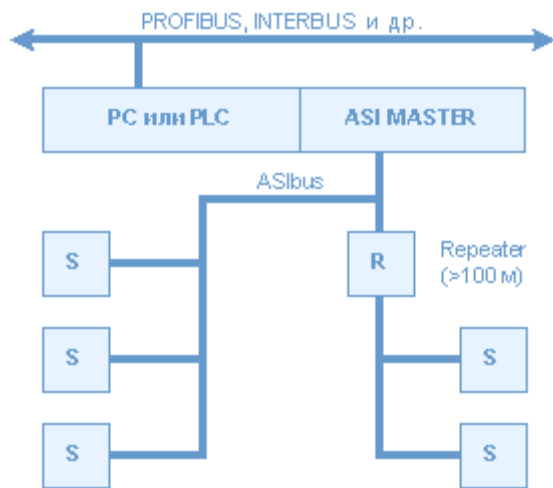 PROFIBUS, INTERBUS и др.
PC или PLC
ASI MASTER
ASIbus
S
R
Repeater
(>100 м)
S
S
S
S